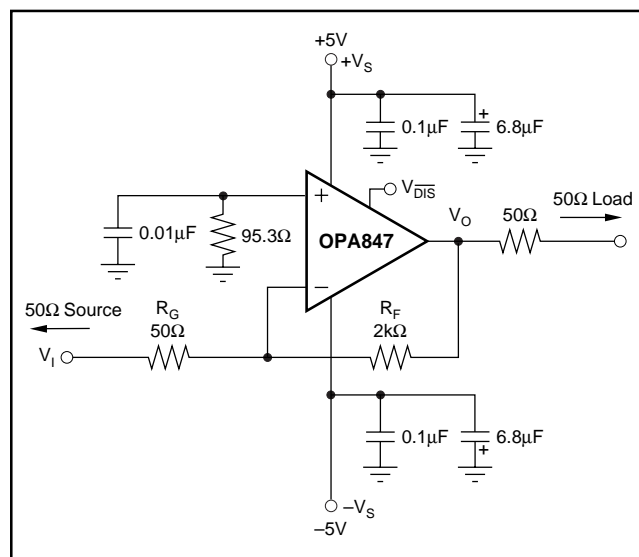 +5V
+V_S
0.1µF
6.8µF
+
+
V_DIS̅
V_O
50Ω
50Ω Load
0.01µF
95.3Ω
OPA847
–
50Ω Source
R_G
50Ω
R_F
2kΩ
V_I
0.1µF
6.8µF
+
–V_S
–5V